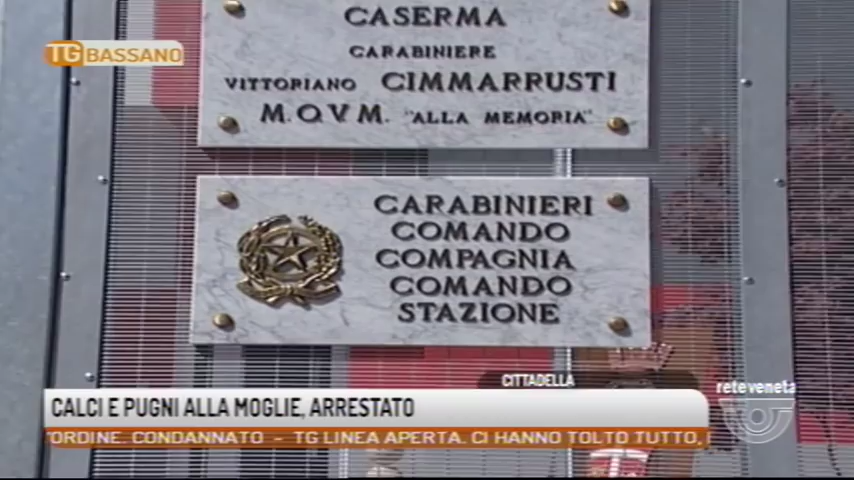 TG BASSANO
CASERMA
CARABINIERE
VITTORIANO CIMMARRUSTI
M.O.V.M. "ALLA MEMORIA"
CARABINIERI
COMANDO
COMPAGNIA
COMANDO
STAZIONE
CITTADELLA
CALCI E PUGNI ALLA MOGLIE, ARRESTATO
reteveneta
'ORDINE. CONDANNATO - TG LINEA APERTA. CI HANNO TOLTO TUTTO,